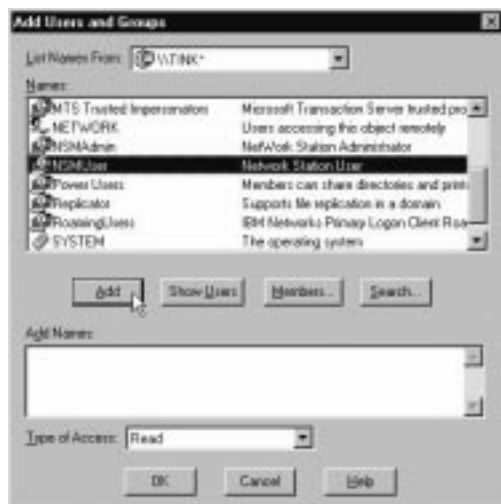 Add Users and Groups
List Names From: \\TINK*
Names:
MTS Trusted Impersonators Microsoft Transaction Server trusted pro
NETWORK Users accessing this object remotely
NSMAdmin NetWork Station Administrator
NSMUser Network Station User
Power Users Members can share directories and print
Replicator Supports file replication in a domain
RoamingUsers IBM Networks Primary Logon Client Roa
SYSTEM The operating system
Add Show Users Members... Search...
Add Names:
Type of Access: Read
OK Cancel Help